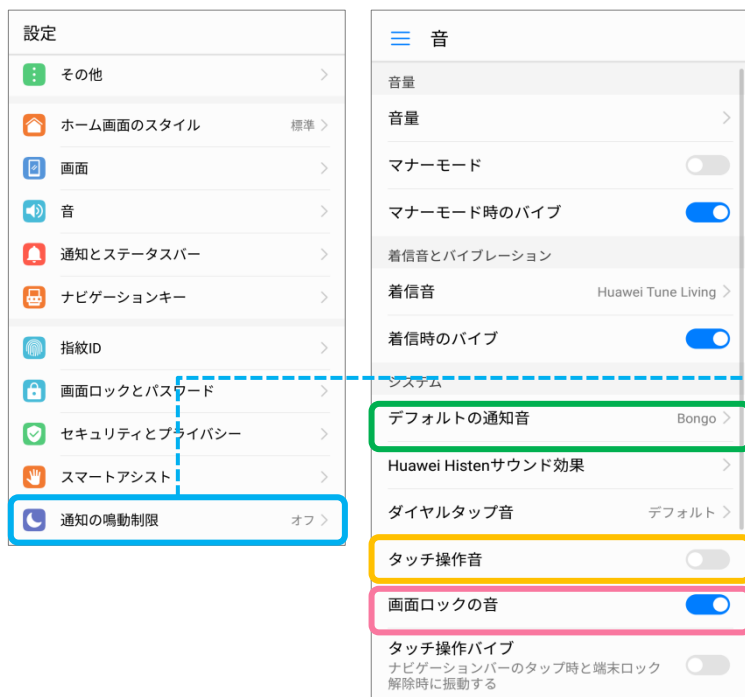 設定
その他
ホーム画面のスタイル 標準
画面
音
通知とステータスバー
ナビゲーションキー
指紋ID
画面ロックとパスワード
セキュリティとプライバシー
スマートアシスト
通知の鳴動制限 オフ
音
音量
音量
マナーモード
マナーモード時のバイブ
着信音とバイブレーション
着信音 Huawei Tune Living
着信時のバイブ
システム
デフォルトの通知音 Bongo
Huawei Histenサウンド効果
ダイヤルタップ音 デフォルト
タッチ操作音
画面ロックの音
タッチ操作バイブ
ナビゲーションバーのタップ時と端末ロック
解除時に振動する